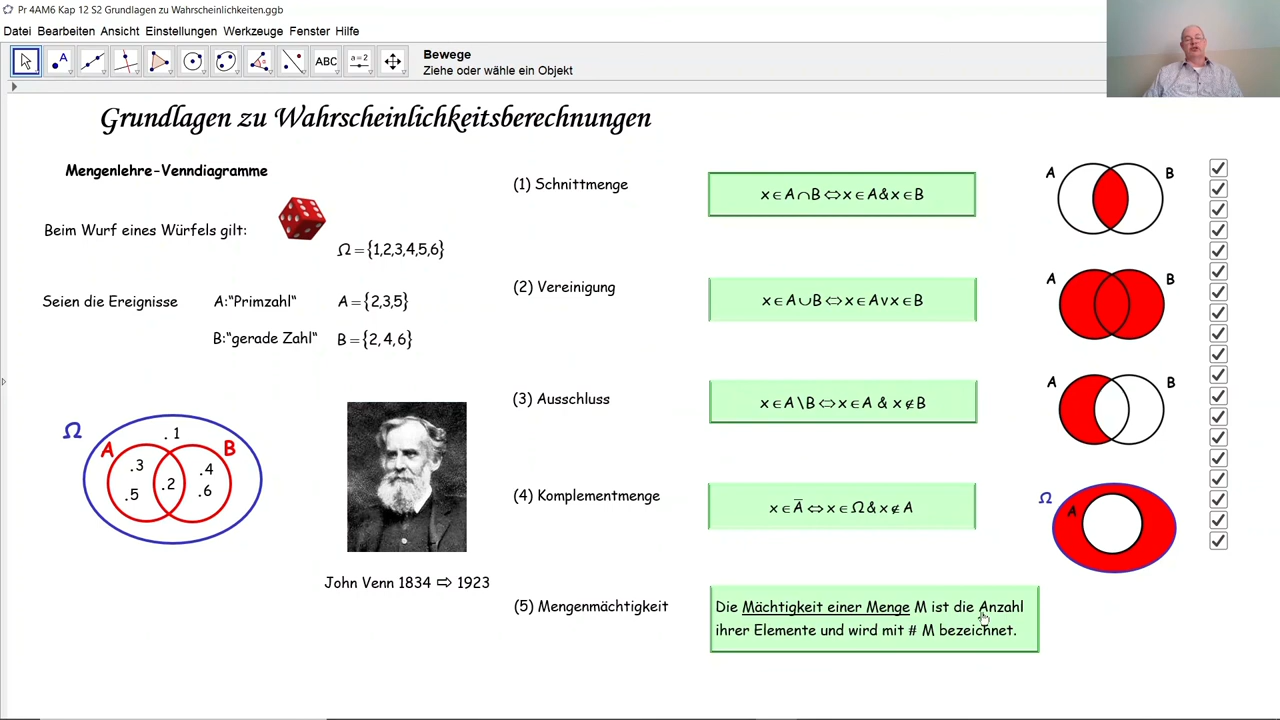 Pr 4AM6 Kap 12 S2 Grundlagen zu Wahrscheinlichkeiten.ggb
Datei Bearbeiten Ansicht Einstellungen Werkzeuge Fenster Hilfe
A
ABC
a=2
Bewege
Ziehe oder wähle ein Objekt
Grundlagen zu Wahrscheinlichkeitsberechnungen
Mengenlehre-Venndiagramme
Beim Wurf eines Würfels gilt:
Ω={1,2,3,4,5,6}
Seien die Ereignisse A:“Primzahl“ A={2,3,5}
B:“gerade Zahl“ B={2,4,6}
Ω
A
B
.1
.3
.5
.2
.4
.6
John Venn 1834 ⇨ 1923
(1) Schnittmenge
x∈A∩B⇔x∈A&x∈B
A B
(2) Vereinigung
x∈A∪B⇔x∈A∨x∈B
A B
(3) Ausschluss
x∈A\B⇔x∈A & x∉B
A B
(4) Komplementmenge
x∈A̅⇔x∈Ω&x∉A
Ω
A
(5) Mengenmächtigkeit
Die Mächtigkeit einer Menge M ist die Anzahl
ihrer Elemente und wird mit # M bezeichnet.